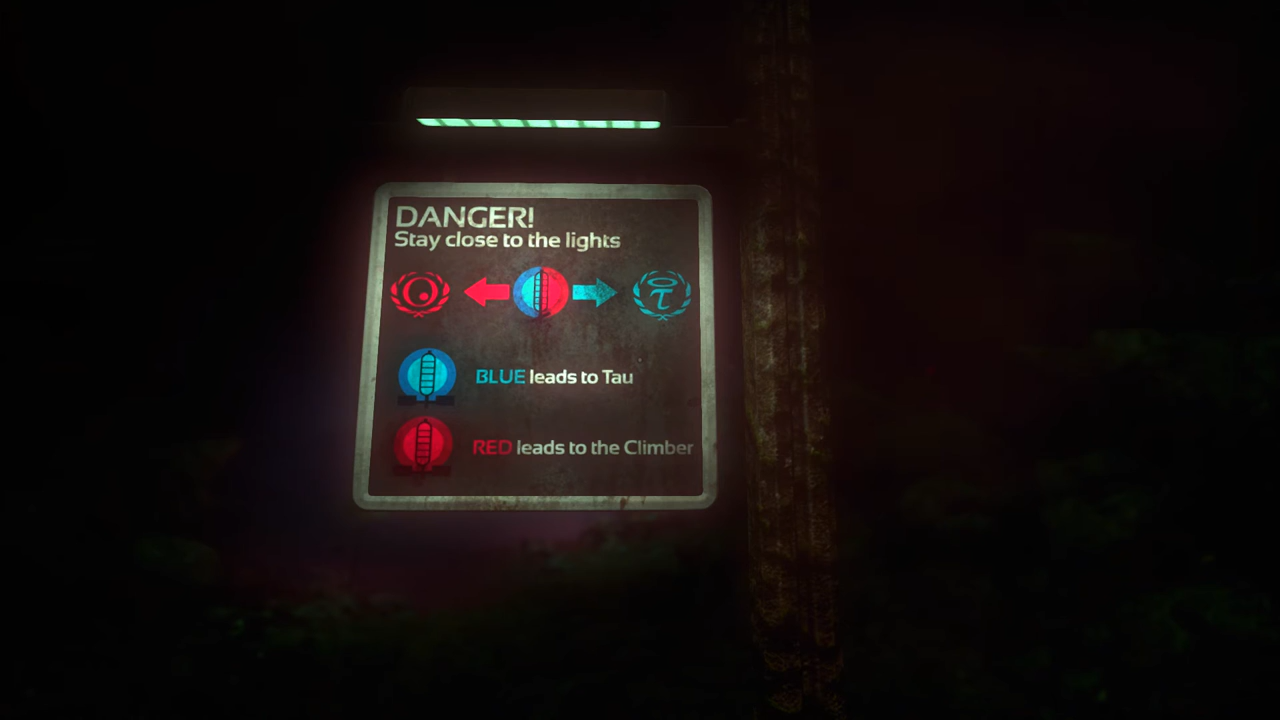 DANGER!
Stay close to the lights
τ
BLUE leads to Tau
RED leads to the Climber